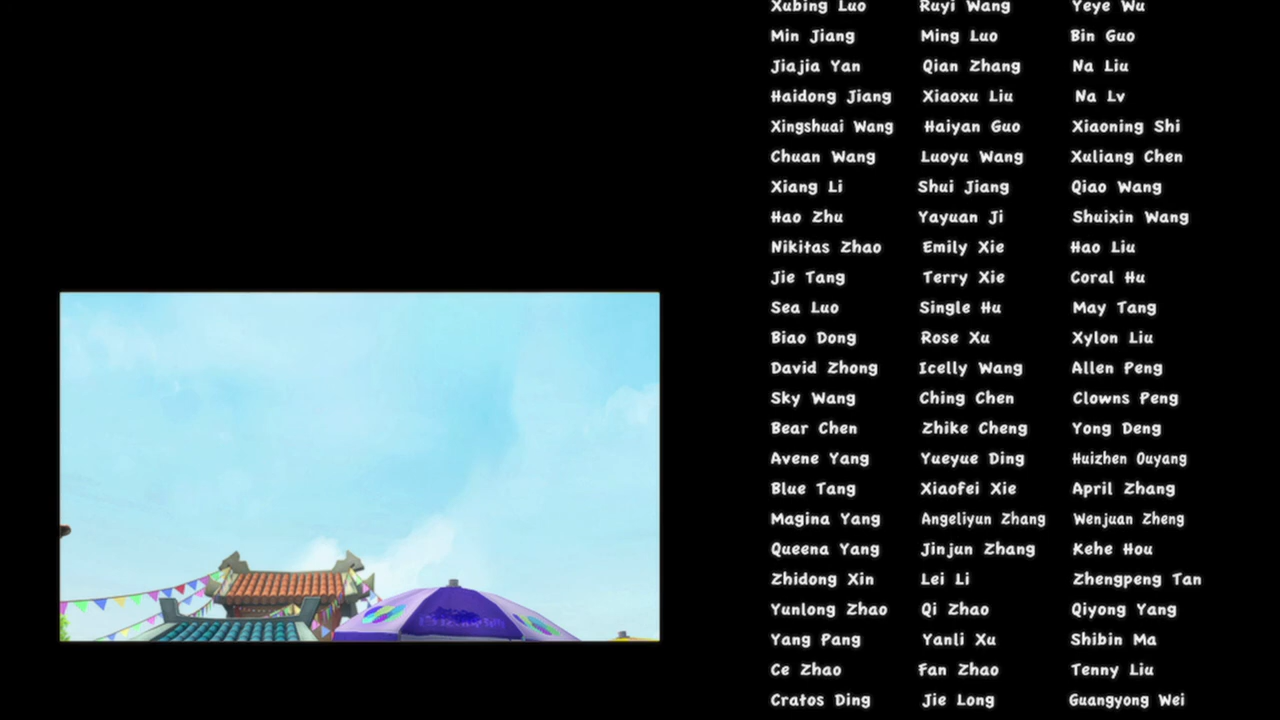 Xubing Luo Ruyi Wang Yeye Wu
Min Jiang Ming Luo Bin Guo
Jiajia Yan Qian Zhang Na Liu
Haidong Jiang Xiaoxu Liu Na Lv
Xingshuai Wang Haiyan Guo Xiaoning Shi
Chuan Wang Luoyu Wang Xuliang Chen
Xiang Li Shui Jiang Qiao Wang
Hao Zhu Yayuan Ji Shuixin Wang
Nikitas Zhao Emily Xie Hao Liu
Jie Tang Terry Xie Coral Hu
Sea Luo Single Hu May Tang
Biao Dong Rose Xu Xylon Liu
David Zhong Icelly Wang Allen Peng
Sky Wang Ching Chen Clowns Peng
Bear Chen Zhike Cheng Yong Deng
Avene Yang Yueyue Ding Huizhen Ouyang
Blue Tang Xiaofei Xie April Zhang
Magina Yang Angeliyun Zhang Wenjuan Zheng
Queena Yang Jinjun Zhang Kehe Hou
Zhidong Xin Lei Li Zhengpeng Tan
Yunlong Zhao Qi Zhao Qiyong Yang
Yang Pang Yanli Xu Shibin Ma
Ce Zhao Fan Zhao Tenny Liu
Cratos Ding Jie Long Guangyong Wei